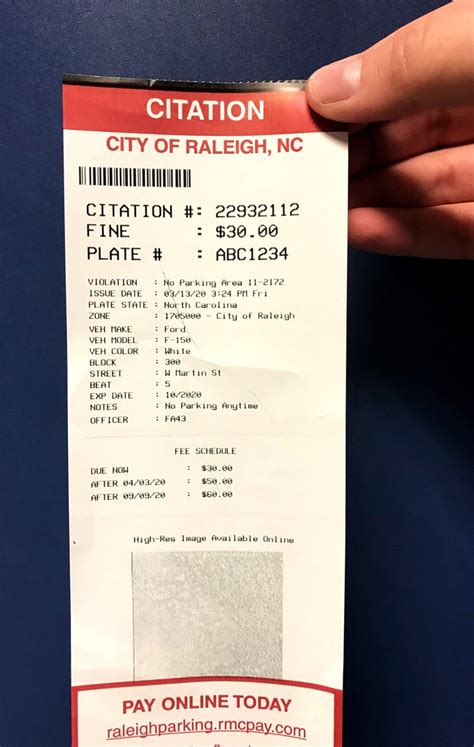 CITATION
CITY OF RALEIGH, NC
CITATION #: 22932112
FINE : $30.00
PLATE # : ABC1234
VIOLATION : No Parking Area 11-2172
ISSUE DATE : 03/13/20 3:24 PM Fri
PLATE STATE : North Carolina
ZONE : 1705000 - City of Raleigh
VEH MAKE : Ford
VEH MODEL : F-150
VEH COLOR : White
BLOCK : 300
STREET : W Martin St
BEAT : 5
EXP DATE : 10/2020
NOTES : No Parking Anytime
OFFICER : FA43
FEE SCHEDULE
DUE NOW : $30.00
AFTER 04/03/20 : $50.00
AFTER 09/09/20 : $60.00
High-Res Image Available Online
PAY ONLINE TODAY
raleighparking.rmcpay.com